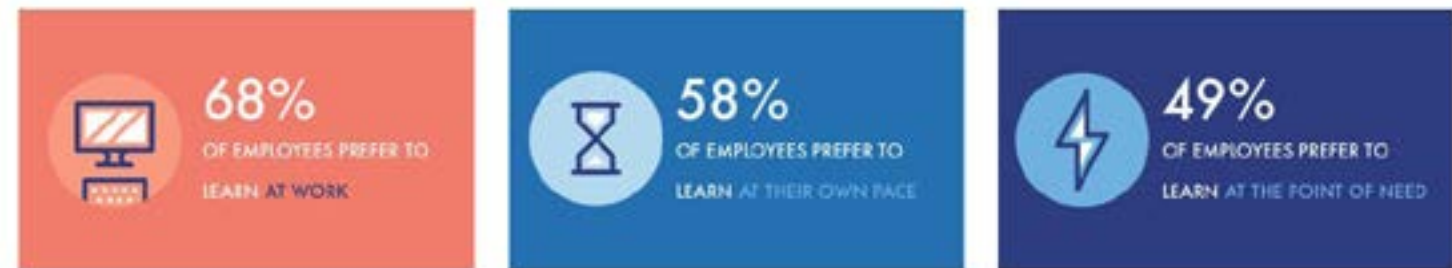 68%
OF EMPLOYEES PREFER TO
LEARN AT WORK
58%
OF EMPLOYEES PREFER TO
LEARN AT THEIR OWN PACE
49%
OF EMPLOYEES PREFER TO
LEARN AT THE POINT OF NEED